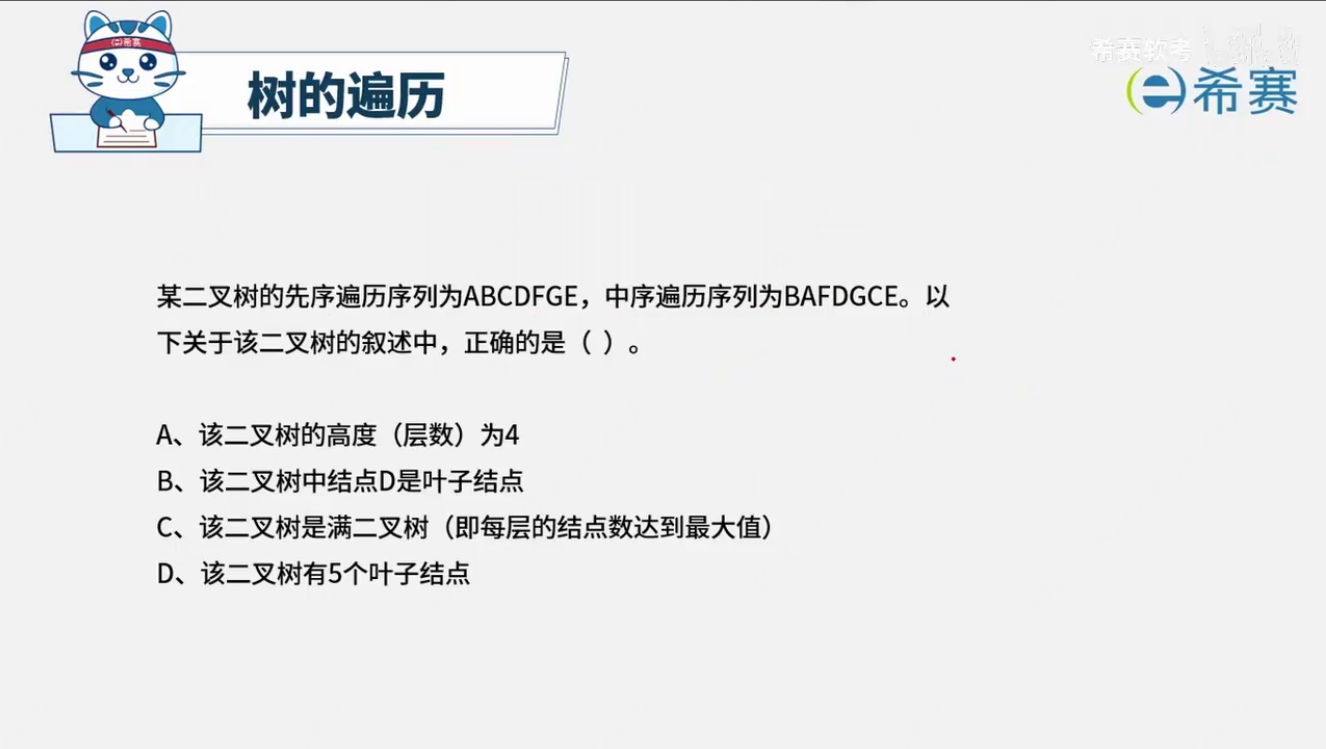 希赛
树的遍历
希赛软考
希赛
某二叉树的先序遍历序列为ABCDFGE，中序遍历序列为BAFDGCE。以
下关于该二叉树的叙述中，正确的是（ ）。
A、该二叉树的高度（层数）为4
B、该二叉树中结点D是叶子结点
C、该二叉树是满二叉树（即每层的结点数达到最大值）
D、该二叉树有5个叶子结点